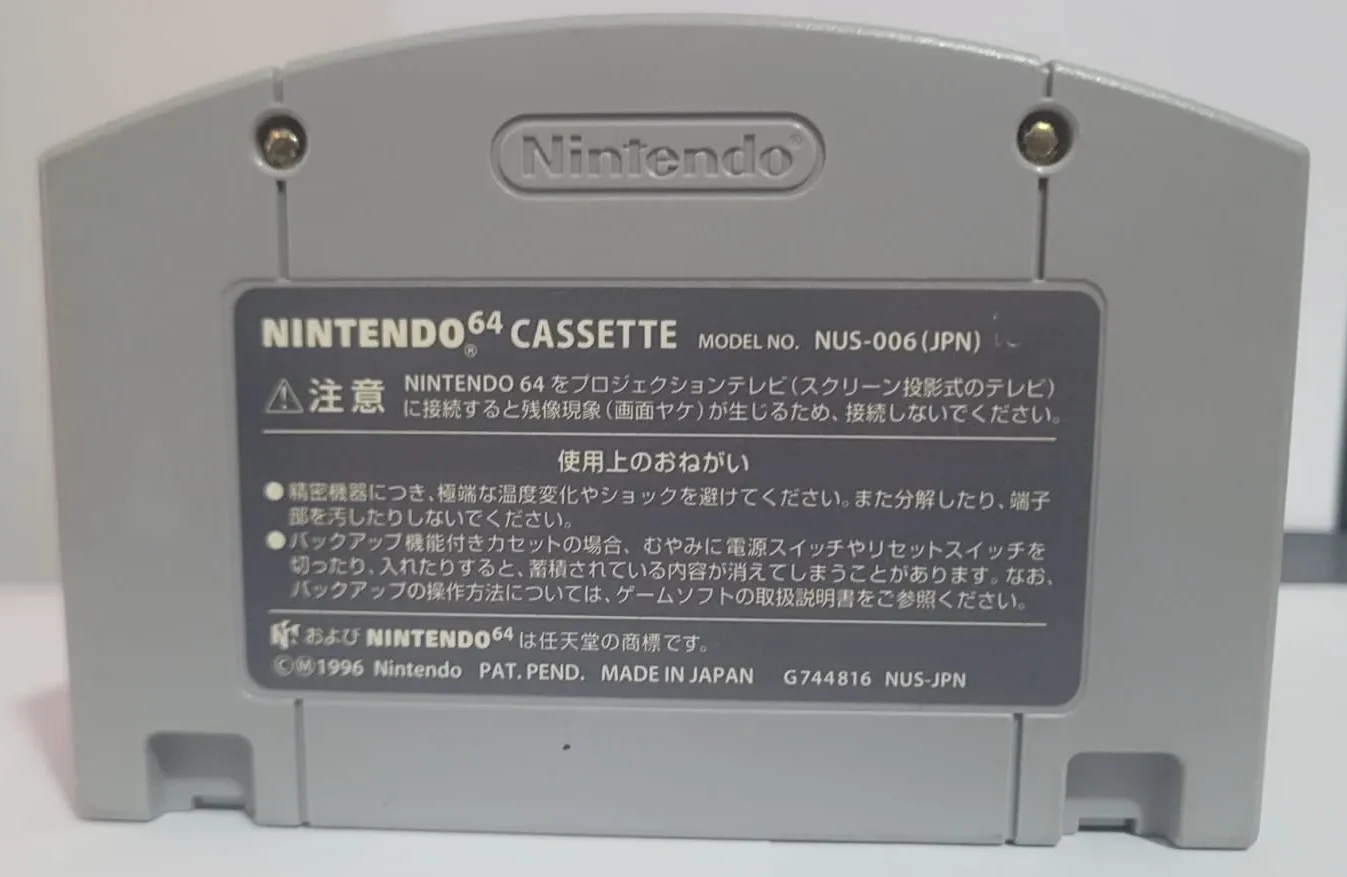 Nintendo®
NINTENDO64® CASSETTE MODEL NO. NUS-006(JPN)
⚠注意 NINTENDO 64 をプロジェクションテレビ(スクリーン投影式のテレビ)
に接続すると残像現象(画面ヤケ)が生じるため、接続しないでください。
使用上のおねがい
●精密機器につき、極端な温度変化やショックを避けてください。また分解したり、端子
部を汚したりしないでください。
●バックアップ機能付きカセットの場合、むやみに電源スイッチやリセットスイッチを
切ったり、入れたりすると、蓄積されている内容が消えてしまうことがあります。なお、
バックアップの操作方法については、ゲームソフトの取扱説明書をご参照ください。
および NINTENDO64 は任天堂の商標です。
ⒸⓂ1996 Nintendo PAT. PEND. MADE IN JAPAN G744816 NUS-JPN